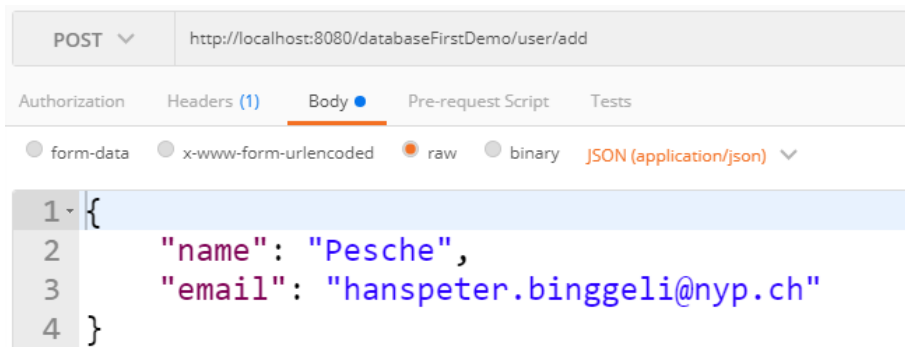 POST http://localhost:8080/databaseFirstDemo/user/add
Authorization Headers (1) Body Pre-request Script Tests
form-data x-www-form-urlencoded raw binary JSON (application/json)
1 {
2 "name": "Pesche",
3 "email": "hanspeter.binggeli@nyp.ch"
4 }